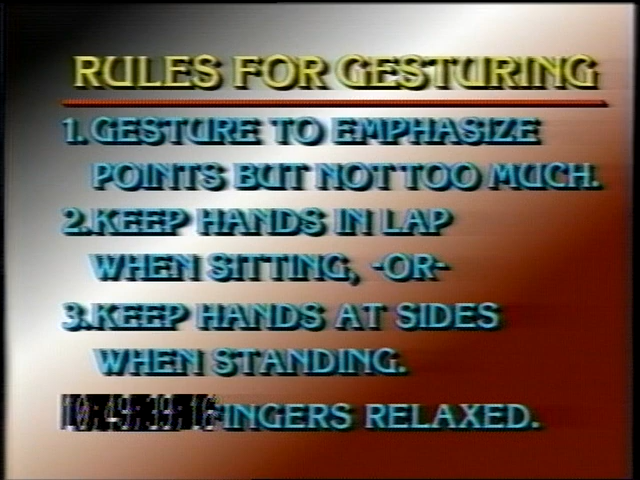 RULES FOR GESTURING
1. GESTURE TO EMPHASIZE
POINTS BUT NOT TOO MUCH.
2. KEEP HANDS IN LAP
WHEN SITTING, -OR-
3. KEEP HANDS AT SIDES
WHEN STANDING.
FINGERS RELAXED.